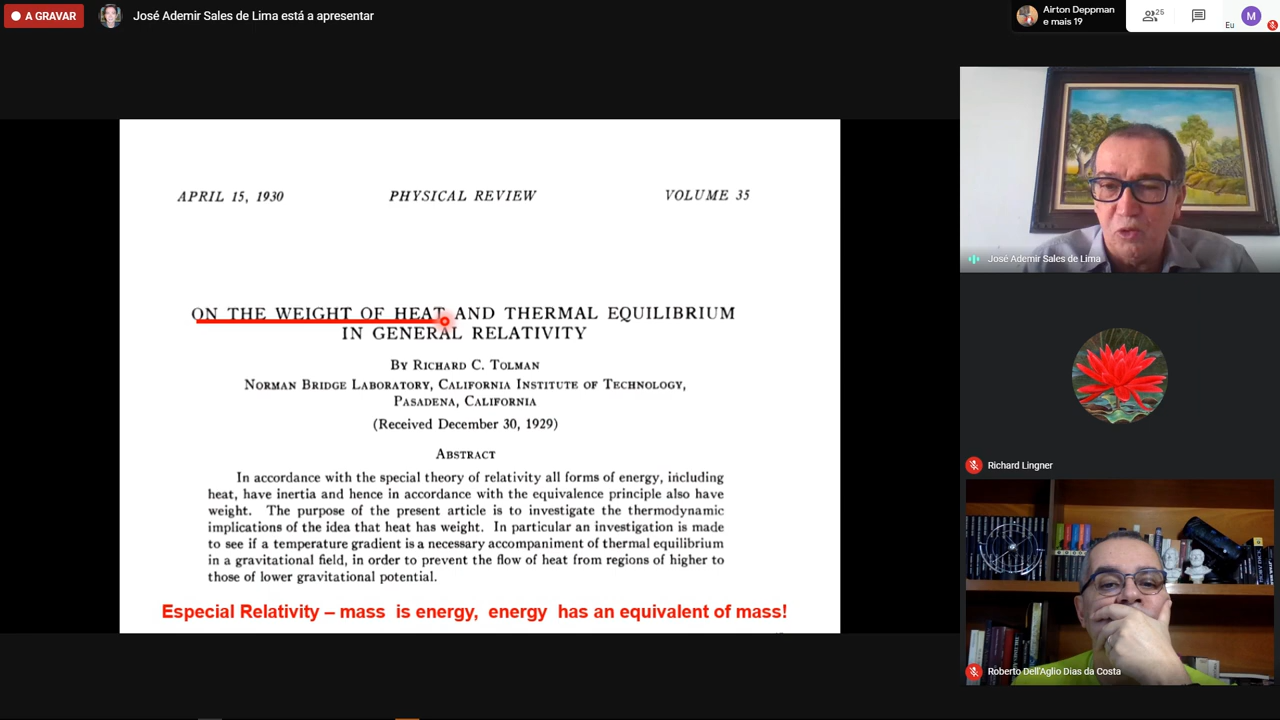 A GRAVAR
José Ademir Sales de Lima está a apresentar
Airton Deppman
e mais 19
25
Eu
M
APRIL 15, 1930 PHYSICAL REVIEW VOLUME 35
ON THE WEIGHT OF HEAT AND THERMAL EQUILIBRIUM
IN GENERAL RELATIVITY
BY RICHARD C. TOLMAN
NORMAN BRIDGE LABORATORY, CALIFORNIA INSTITUTE OF TECHNOLOGY,
PASADENA, CALIFORNIA
(Received December 30, 1929)
ABSTRACT
In accordance with the special theory of relativity all forms of energy, including
heat, have inertia and hence in accordance with the equivalence principle also have
weight. The purpose of the present article is to investigate the thermodynamic
implications of the idea that heat has weight. In particular an investigation is made
to see if a temperature gradient is a necessary accompaniment of thermal equilibrium
in a gravitational field, in order to prevent the flow of heat from regions of higher to
those of lower gravitational potential.
Especial Relativity – mass is energy, energy has an equivalent of mass!
José Ademir Sales de Lima
Richard Lingner
Roberto Dell'Aglio Dias da Costa